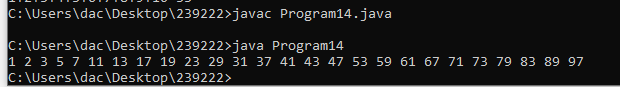 C:\Users\dac\Desktop\239222>javac Program14.java
C:\Users\dac\Desktop\239222>java Program14
1 2 3 5 7 11 13 17 19 23 29 31 37 41 43 47 53 59 61 67 71 73 79 83 89 97
C:\Users\dac\Desktop\239222>